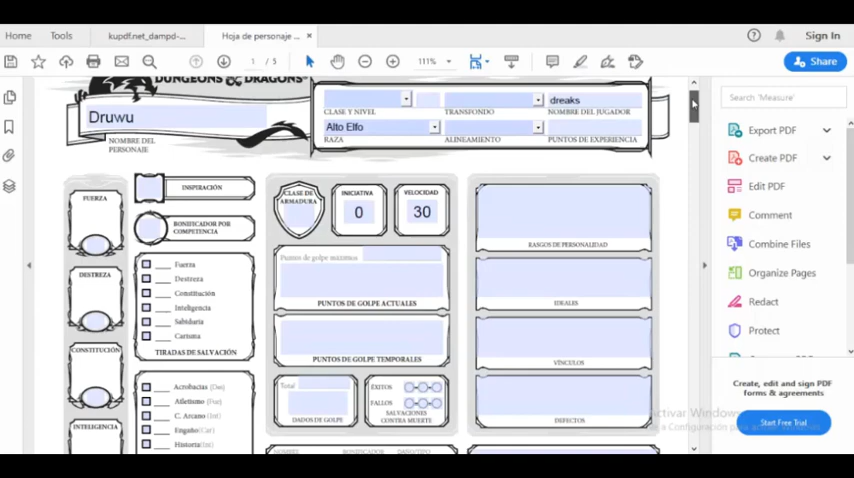 Home Tools kupdf.net_dampd-... Hoja de personaje ... × Sign In
1 / 5 111% Share
DUNGEONS & DRAGONS®
Druwu
NOMBRE DEL
PERSONAJE
dreaks
CLASE Y NIVEL TRANSFONDO NOMBRE DEL JUGADOR
Alto Elfo
RAZA ALINEAMIENTO PUNTOS DE EXPERIENCIA
FUERZA
DESTREZA
CONSTITUCIÓN
INTELIGENCIA
INSPIRACIÓN
BONIFICADOR POR
COMPETENCIA
Fuerza
Destreza
Constitución
Inteligencia
Sabiduría
Carisma
TIRADAS DE SALVACIÓN
Acrobacias (Des)
Atletismo (Fue)
C. Arcano (Int)
Engaño(Car)
Historia(Int)
CLASE DE
ARMADURA
INICIATIVA
0
VELOCIDAD
30
Puntos de golpe máximos
PUNTOS DE GOLPE ACTUALES
PUNTOS DE GOLPE TEMPORALES
Total
DADOS DE GOLPE
ÉXITOS
FALLOS
SALVACIONES
CONTRA MUERTE
NOMBRE BONIFICADOR DAÑO/TIPO
RASGOS DE PERSONALIDAD
IDEALES
VÍNCULOS
DEFECTOS
Search 'Measure'
Export PDF
Create PDF
Edit PDF
Comment
Combine Files
Organize Pages
Redact
Protect
Create, edit and sign PDF
forms & agreements
Start Free Trial
Activar Windows